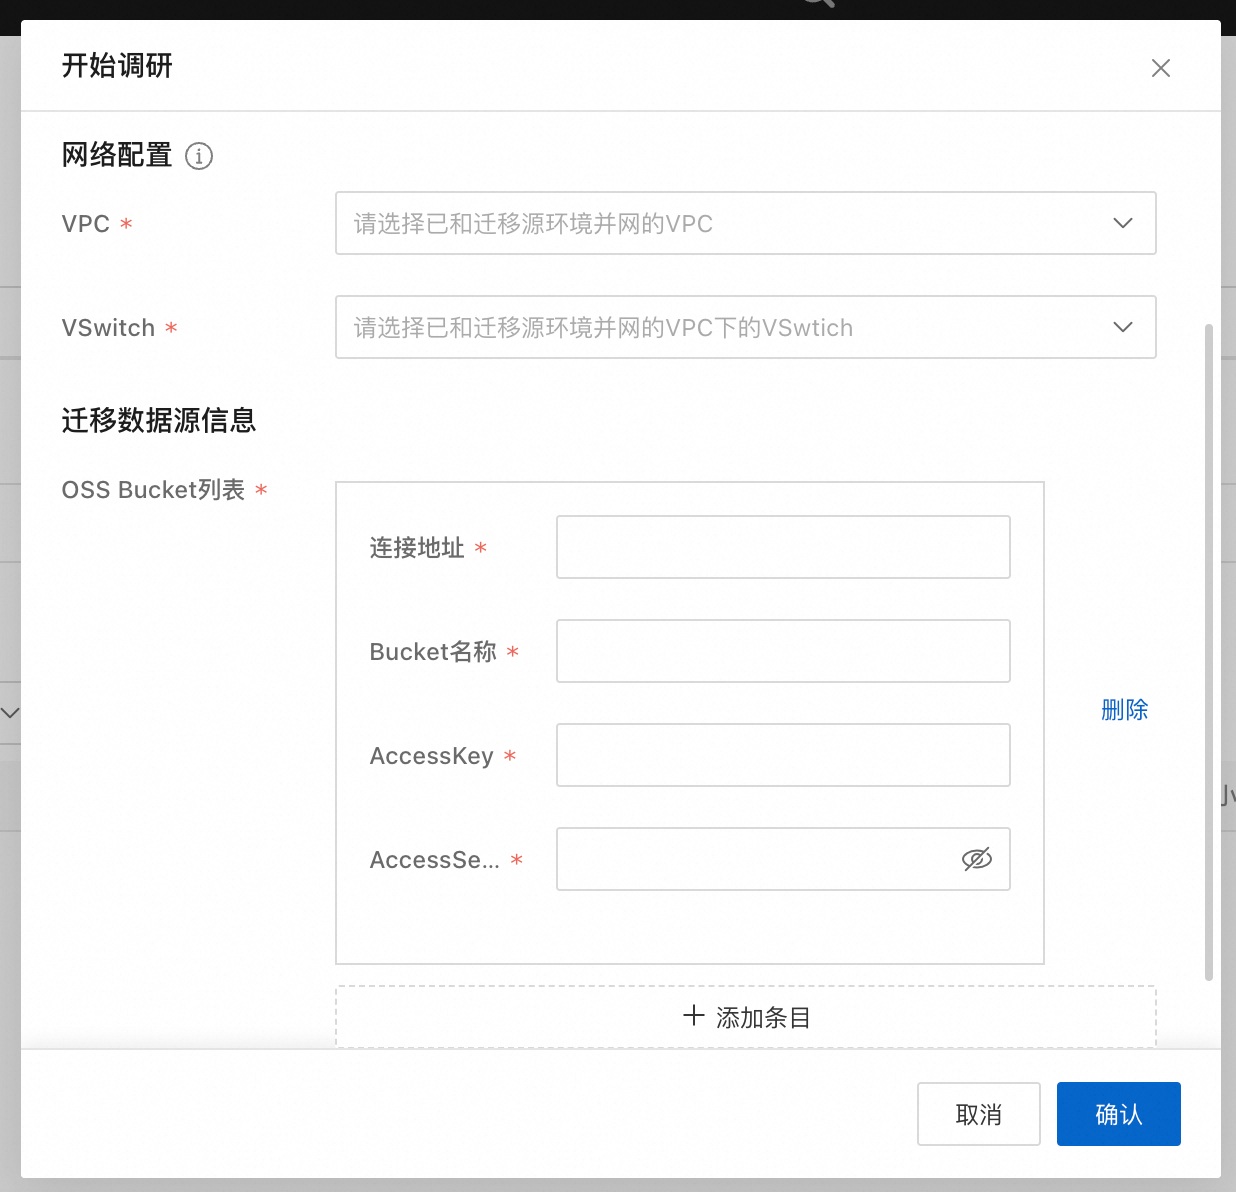 开始调研
网络配置
VPC *
请选择已和迁移源环境并网的VPC
VSwitch *
请选择已和迁移源环境并网的VPC下的VSwtich
迁移数据源信息
OSS Bucket列表 *
连接地址 *
Bucket名称 *
AccessKey *
AccessSe... *
删除
添加条目
取消
确认